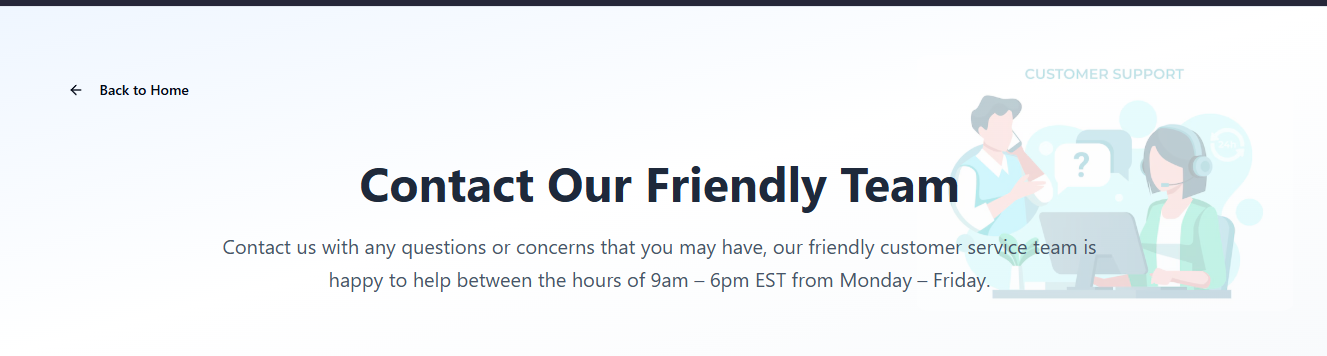 CUSTOMER SUPPORT
Back to Home
Contact Our Friendly Team
Contact us with any questions or concerns that you may have, our friendly customer service team is
happy to help between the hours of 9am – 6pm EST from Monday – Friday.
?